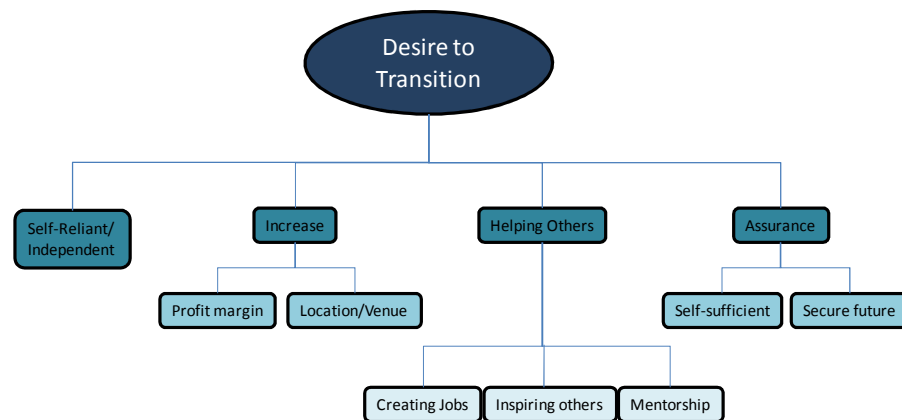 Desire to
Transition
Self-Reliant/
Independent
Increase
Helping Others
Assurance
Profit margin
Location/Venue
Self-sufficient
Secure future
Creating Jobs
Inspiring others
Mentorship